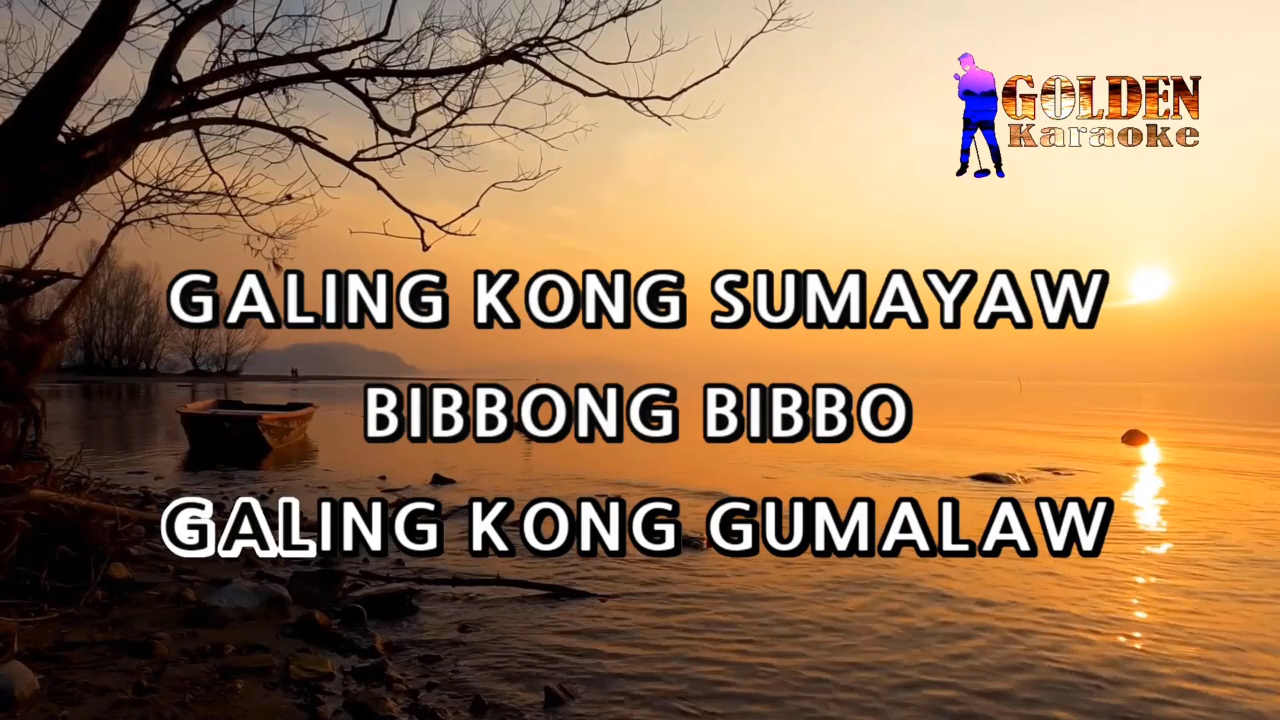 GOLDEN
Karaoke
GALING KONG SUMAYAW
BIBBONG BIBBO
GALING KONG GUMALAW